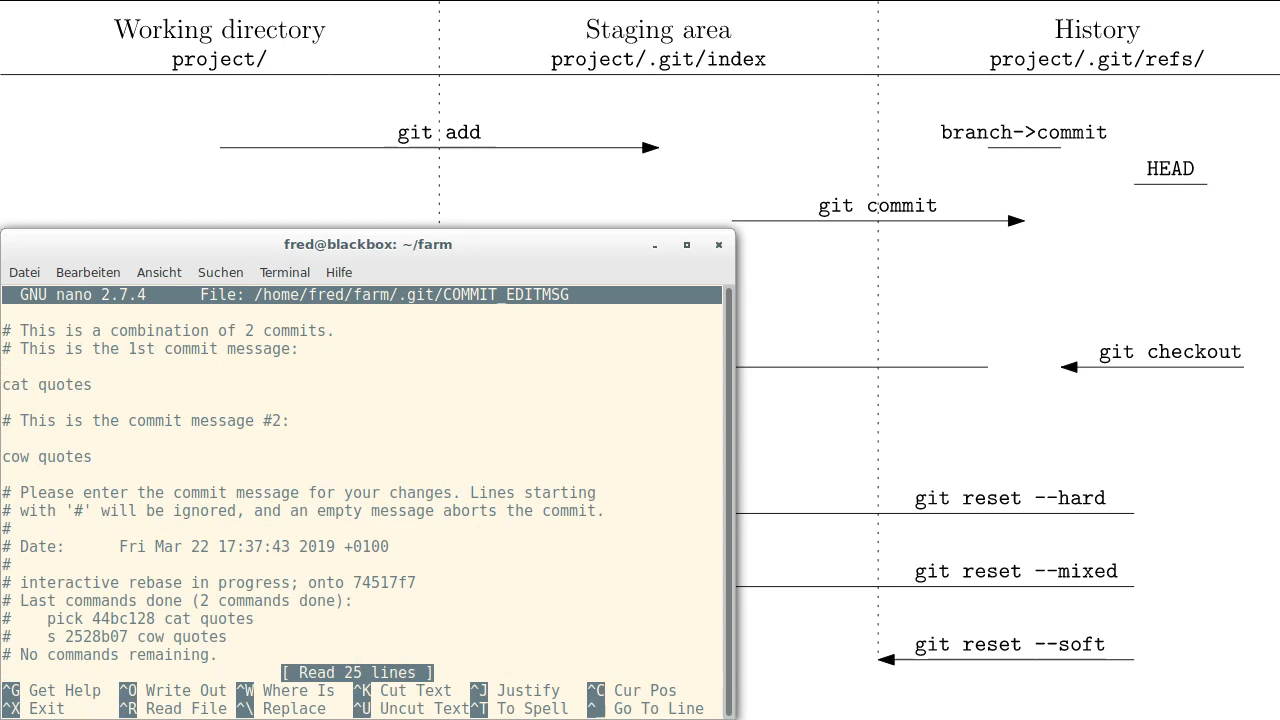 Working directory
project/
Staging area
project/.git/index
History
project/.git/refs/
git add
branch->commit
HEAD
git commit
git checkout
git reset --hard
git reset --mixed
git reset --soft
fred@blackbox: ~/farm
Datei Bearbeiten Ansicht Suchen Terminal Hilfe
GNU nano 2.7.4 File: /home/fred/farm/.git/COMMIT_EDITMSG
# This is a combination of 2 commits.
# This is the 1st commit message:
cat quotes
# This is the commit message #2:
cow quotes
# Please enter the commit message for your changes. Lines starting
# with '#' will be ignored, and an empty message aborts the commit.
#
# Date:      Fri Mar 22 17:37:43 2019 +0100
#
# interactive rebase in progress; onto 74517f7
# Last commands done (2 commands done):
#    pick 44bc128 cat quotes
#    s 2528b07 cow quotes
# No commands remaining.
[ Read 25 lines ]
^G Get Help ^O Write Out ^W Where Is ^K Cut Text ^J Justify ^C Cur Pos
^X Exit ^R Read File ^\ Replace ^U Uncut Text ^T To Spell ^_ Go To Line